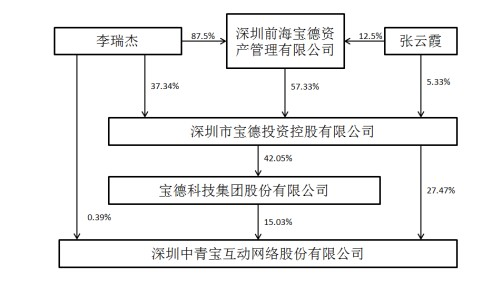 李瑞杰
87.5%
深圳前海宝德资
产管理有限公司
12.5%
张云霞
37.34%
57.33%
5.33%
深圳市宝德投资控股有限公司
42.05%
宝德科技集团股份有限公司
27.47%
0.39%
15.03%
深圳中青宝互动网络股份有限公司